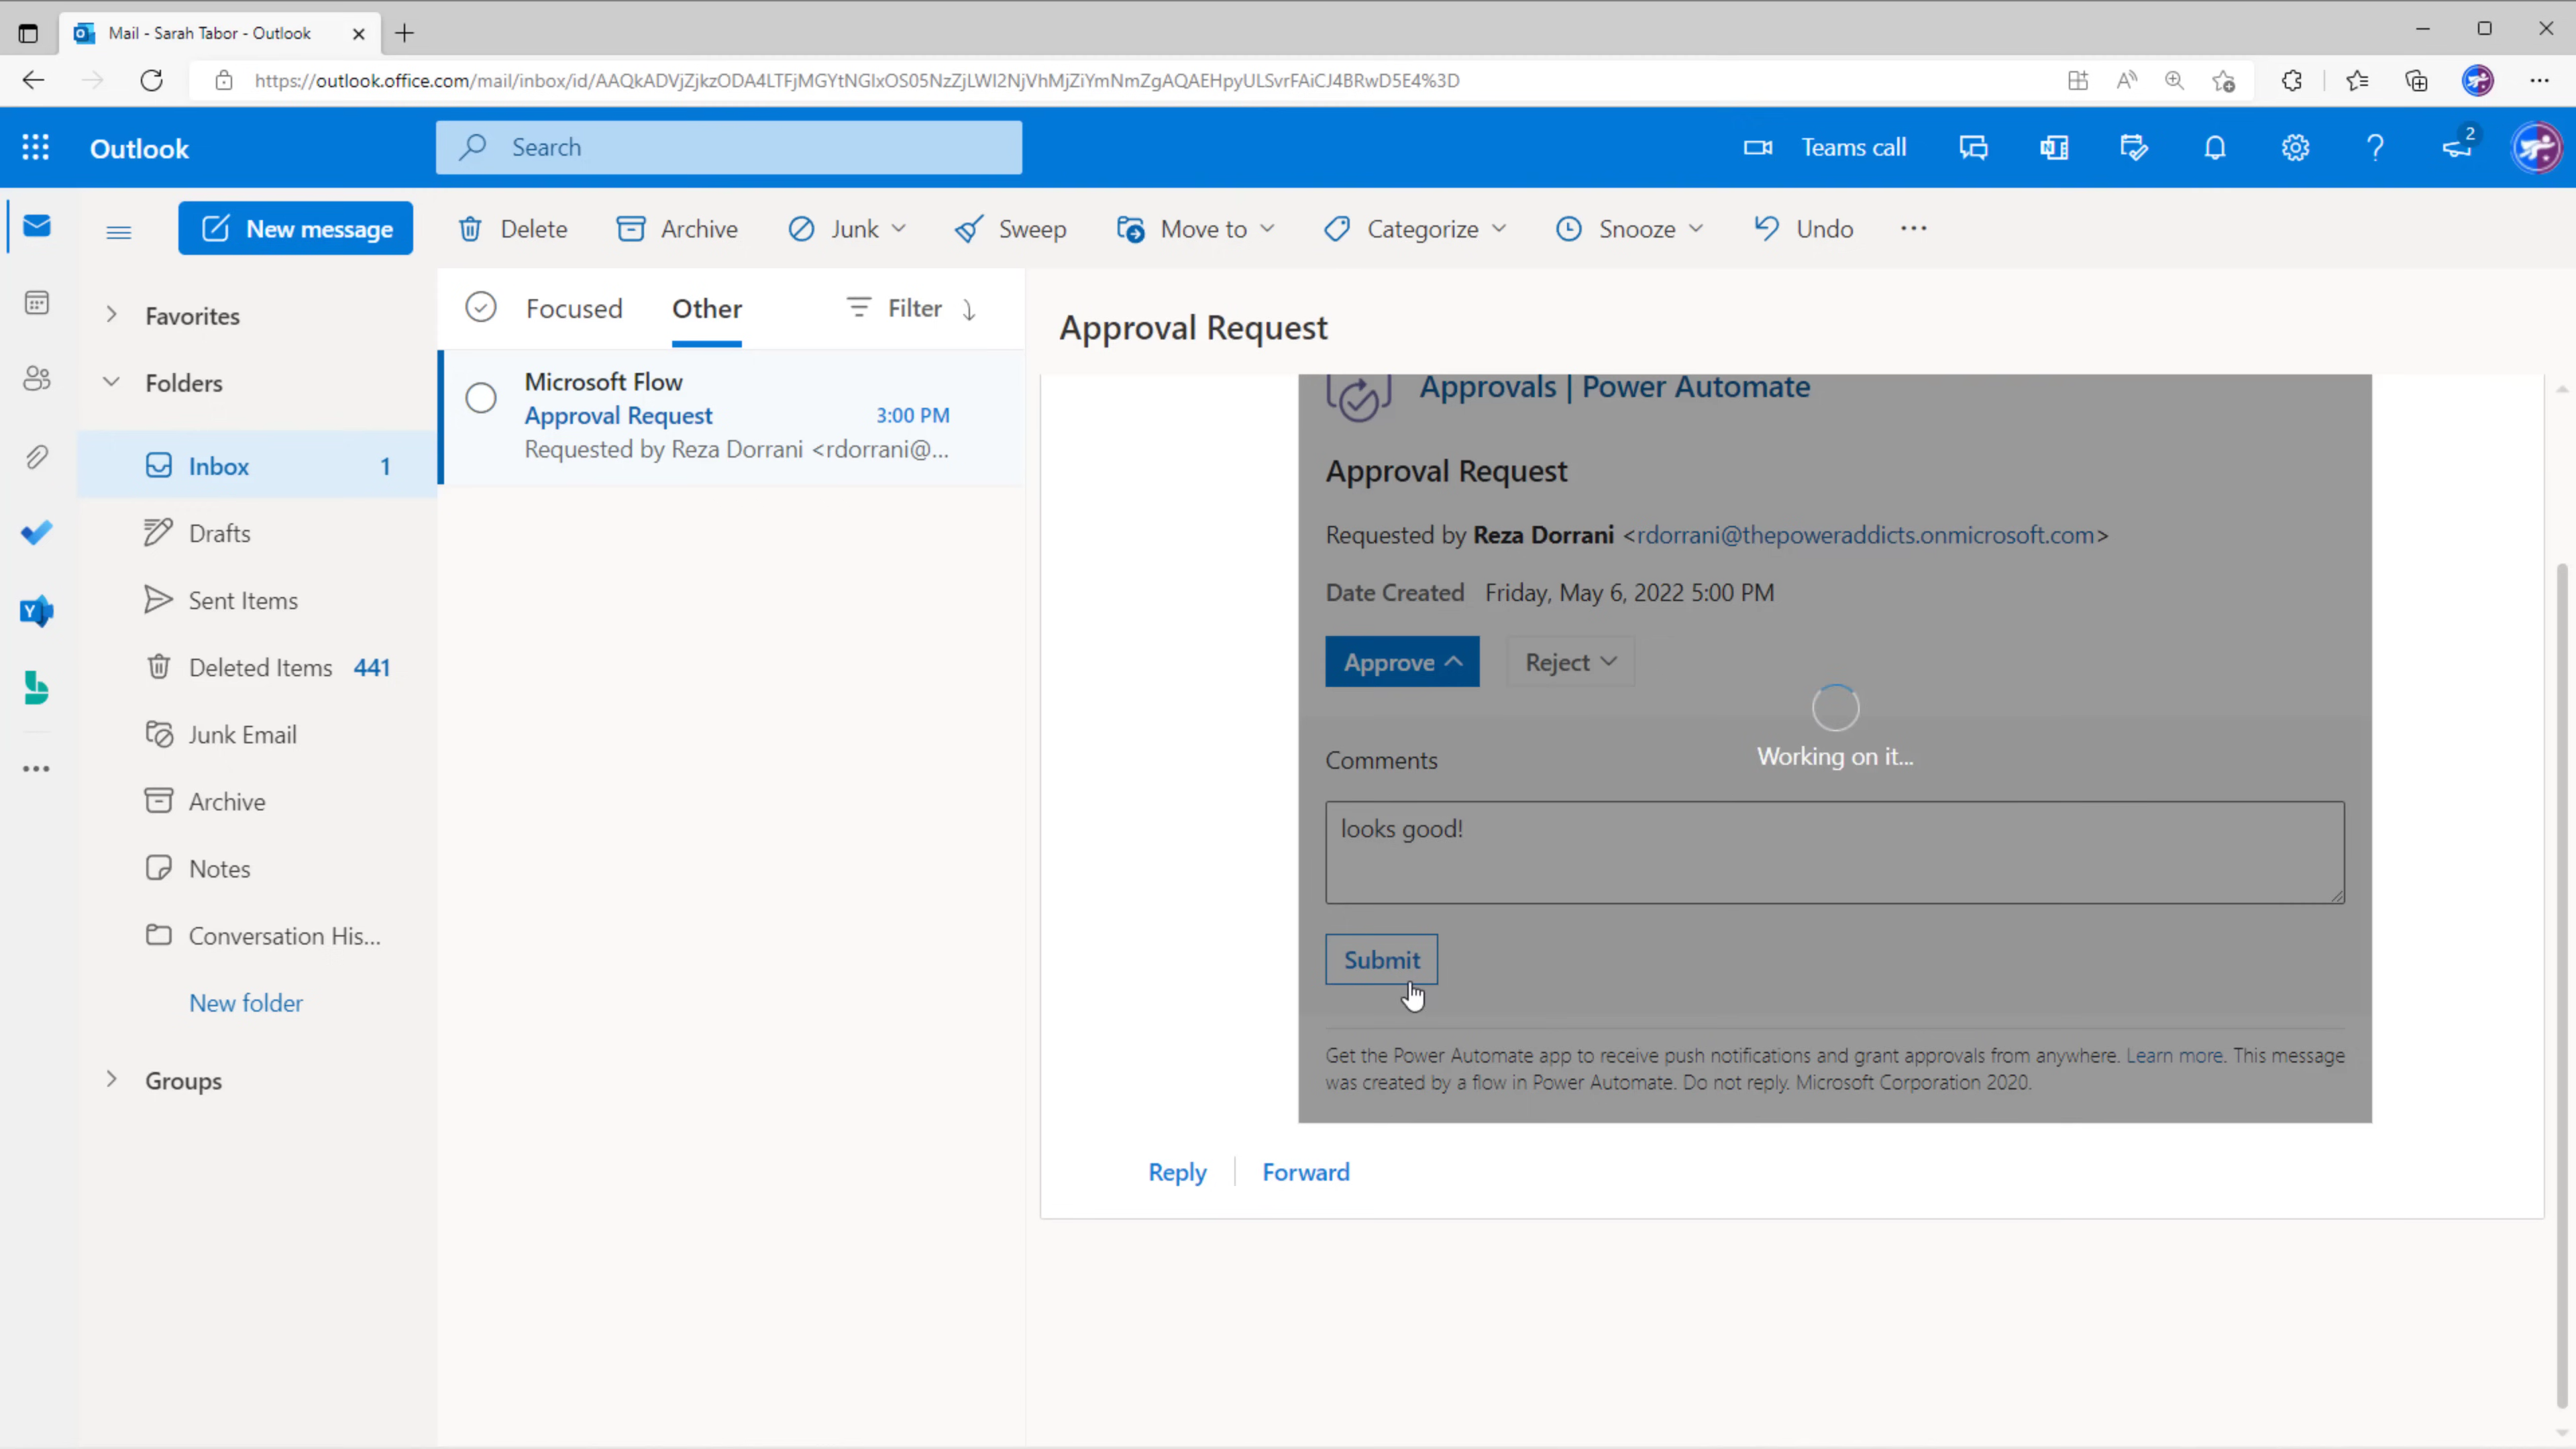 Mail - Sarah Tabor - Outlook
https://outlook.office.com/mail/inbox/id/AAQkADVjZjkzODA4LTFjMGYtNGIxOS05NzZjLWI2NjVhMjZiYmNmZgAQAEHpyULSvrFAiCJ4BRwD5E4%3D
Outlook
Search
Teams call
2
New message
Delete
Archive
Junk
Sweep
Move to
Categorize
Snooze
Undo
Favorites
Folders
Inbox 1
Drafts
Sent Items
Deleted Items 441
Junk Email
Archive
Notes
Conversation His...
New folder
Groups
Focused
Other
Filter
Microsoft Flow
Approval Request 3:00 PM
Requested by Reza Dorrani <rdorrani@...
Approval Request
Approvals | Power Automate
Approval Request
Requested by Reza Dorrani <rdorrani@thepoweraddicts.onmicrosoft.com>
Date Created Friday, May 6, 2022 5:00 PM
Approve
Reject
Working on it...
Comments
looks good!
Submit
Get the Power Automate app to receive push notifications and grant approvals from anywhere. Learn more. This message
was created by a flow in Power Automate. Do not reply. Microsoft Corporation 2020.
Reply
Forward